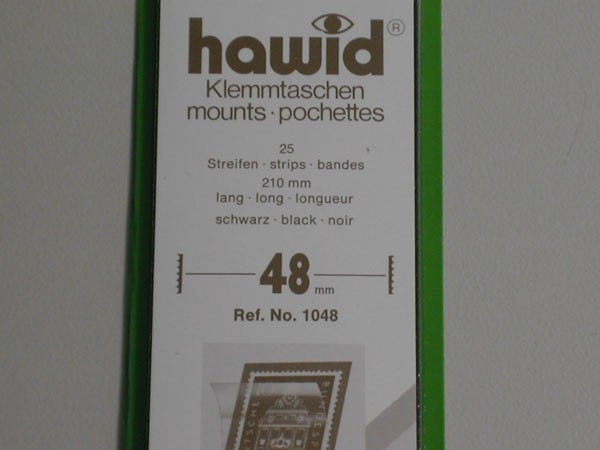 hawid®
Klemmtaschen
mounts · pochettes
25
Streifen · strips · bandes
210 mm
lang · long · longueur
schwarz · black · noir
48 mm
Ref. No. 1048